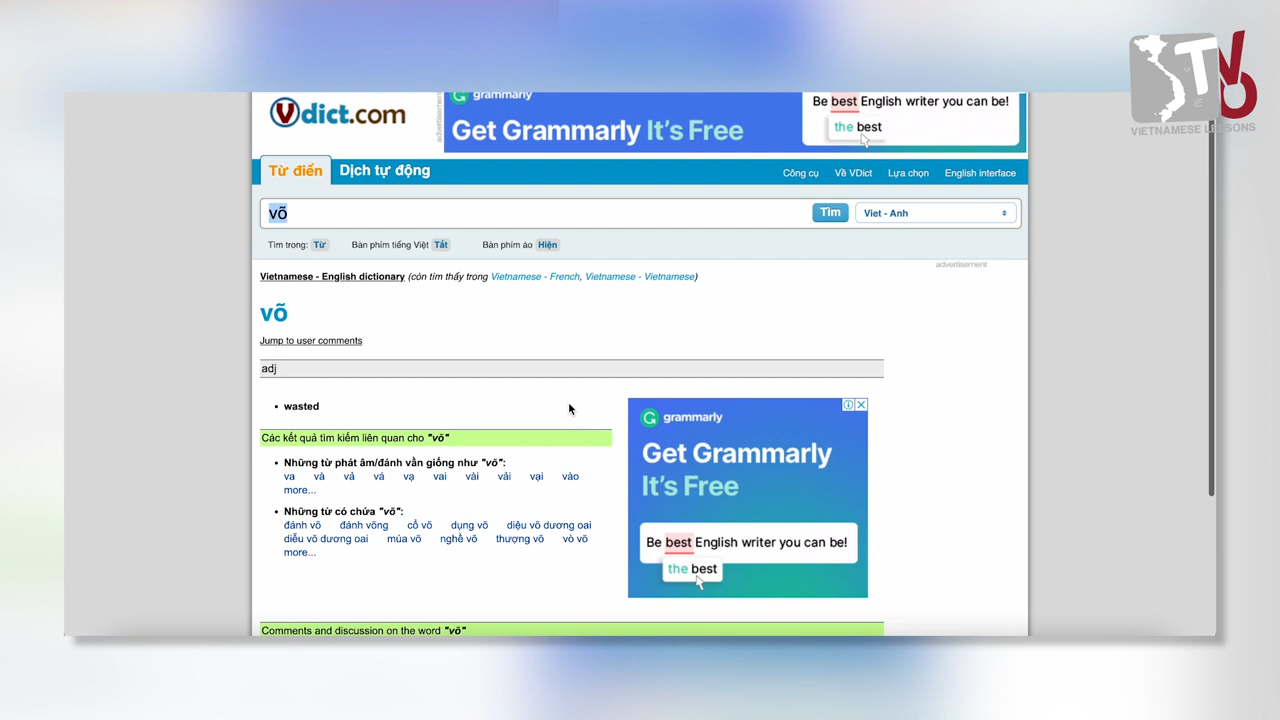 TVO
VIETNAMESE LESSONS
Vdict.com
advertisement
grammarly
Get Grammarly It's Free
Be best English writer you can be!
the best
Từ điển
Dịch tự động
Công cụ
Về VDict
Lựa chọn
English interface
võ
Tìm
Viet - Anh
Tìm trong: Từ
Bàn phím tiếng Việt Tắt
Bàn phím ảo Hiện
advertisement
Vietnamese - English dictionary (còn tìm thấy trong Vietnamese - French, Vietnamese - Vietnamese)
võ
Jump to user comments
adj
• wasted
Các kết quả tìm kiếm liên quan cho "võ"
• Những từ phát âm/đánh vần giống như "võ":
va và vả vá vạ vai vài vải vại vào
more...
• Những từ có chứa "võ":
đánh võ đánh võng cổ võ dụng võ diệu võ dương oai
diễu võ dương oai múa võ nghề võ thượng võ vò võ
more...
grammarly
Get Grammarly
It's Free
Be best English writer you can be!
the best
Comments and discussion on the word "võ"